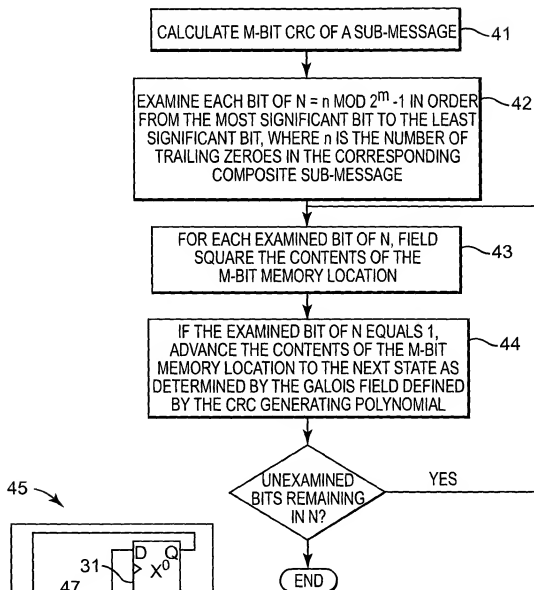 CALCULATE M-BIT CRC OF A SUB-MESSAGE
41
EXAMINE EACH BIT OF N = n MOD 2^m -1 IN ORDER
FROM THE MOST SIGNIFICANT BIT TO THE LEAST
SIGNIFICANT BIT, WHERE n IS THE NUMBER OF
TRAILING ZEROES IN THE CORRESPONDING
COMPOSITE SUB-MESSAGE
42
FOR EACH EXAMINED BIT OF N, FIELD
SQUARE THE CONTENTS OF THE
M-BIT MEMORY LOCATION
43
IF THE EXAMINED BIT OF N EQUALS 1,
ADVANCE THE CONTENTS OF THE M-BIT
MEMORY LOCATION TO THE NEXT STATE AS
DETERMINED BY THE GALOIS FIELD DEFINED
BY THE CRC GENERATING POLYNOMIAL
44
UNEXAMINED
BITS REMAINING
IN N?
YES
END
45
D Q
31
X^0
47